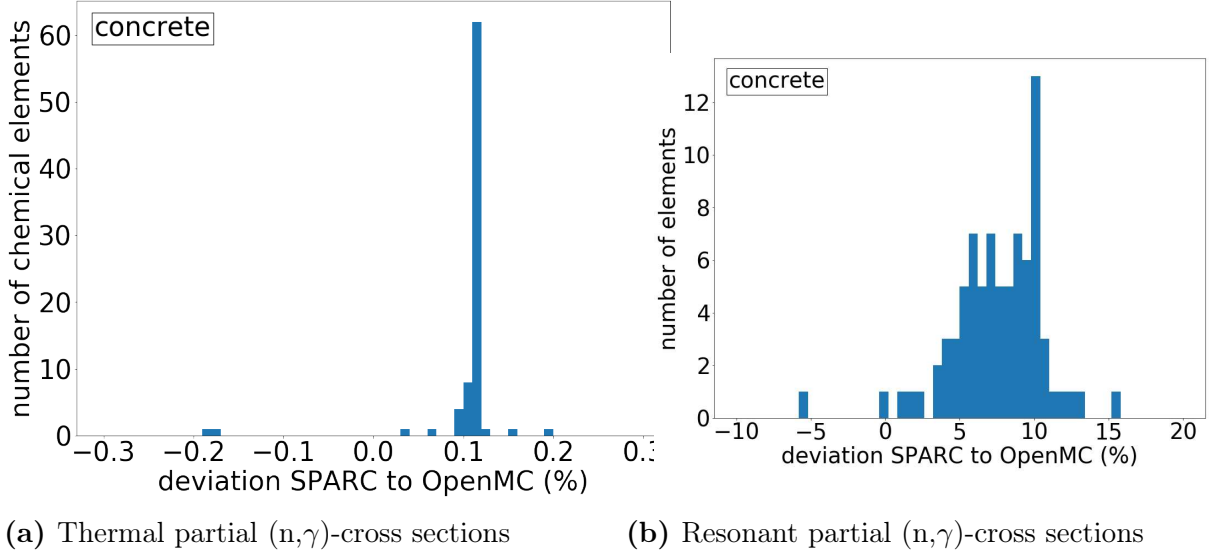 concrete
number of chemical elements
60
50
40
30
20
10
0
−0.3 −0.2 −0.1 0.0 0.1 0.2 0.3
deviation SPARC to OpenMC (%)
(a) Thermal partial (n,γ)-cross sections
concrete
number of elements
12
10
8
6
4
2
0
−10 −5 0 5 10 15 20
deviation SPARC to OpenMC (%)
(b) Resonant partial (n,γ)-cross sections